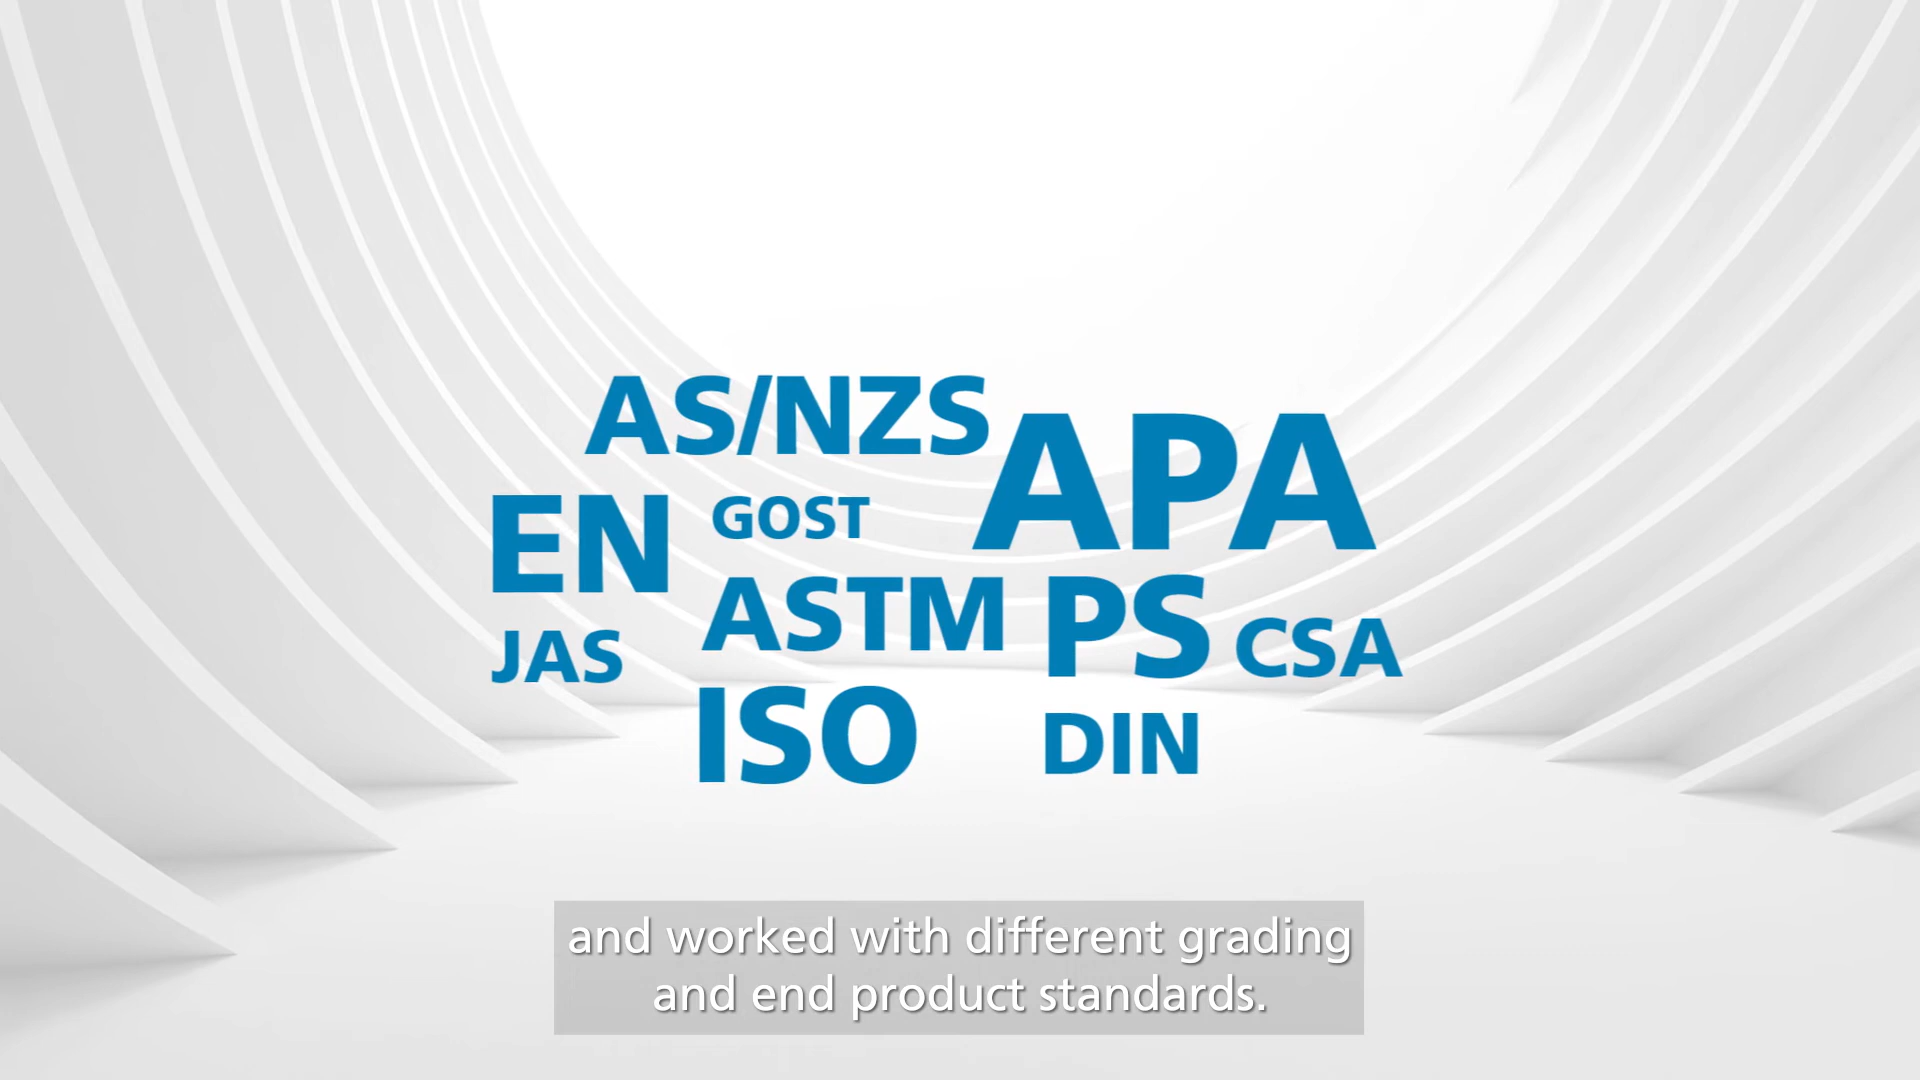 AS/NZS
APA
EN
GOST
ASTM
PS
CSA
JAS
ISO
DIN
and worked with different grading
and end product standards.